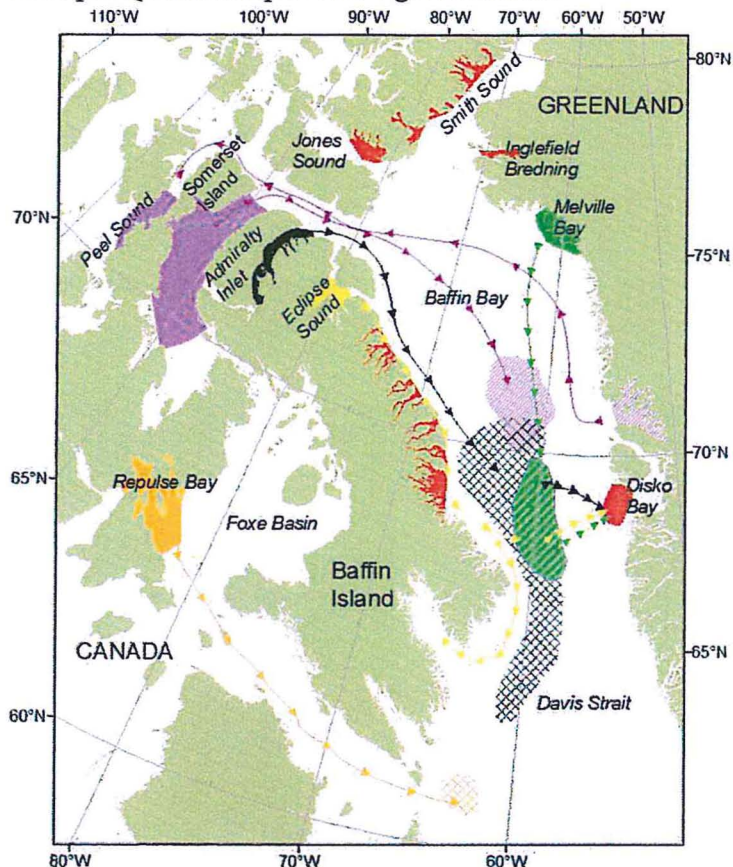 110°W 100°W 90°W 80°W 70°W 60°W 50°W
80°N
Smith Sound
GREENLAND
Jones
Sound
Inglefield
Bredning
Somerset
Island
Peel Sound
70°N
Melville
Bay
75°N
Admiralty
Inlet
Eclipse
Sound
Baffin Bay
70°N
65°N
Repulse Bay
Disko
Bay
Foxe Basin
Baffin
Island
CANADA
65°N
Davis Strait
60°N
80°W 70°W 60°W